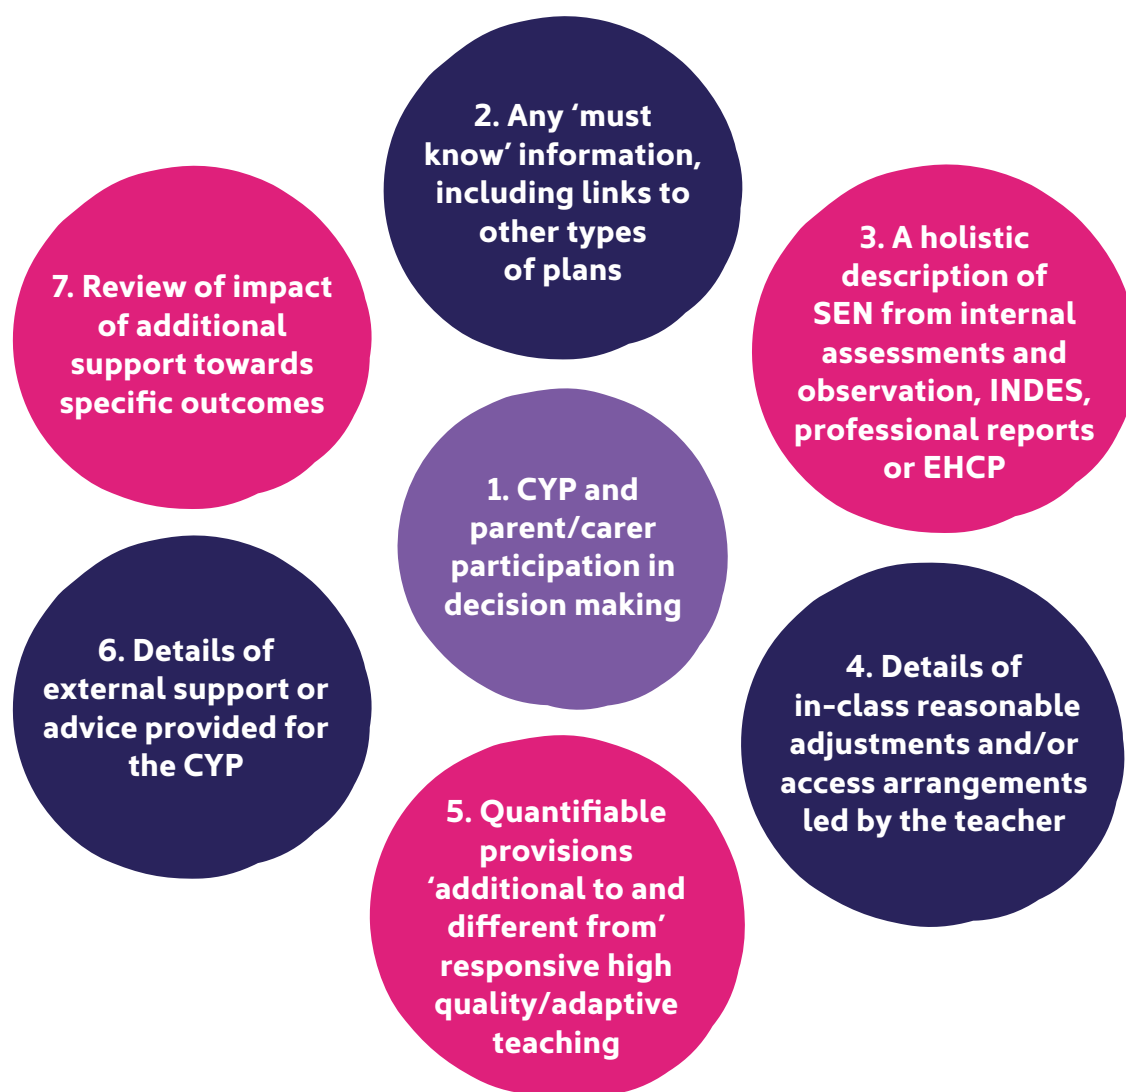 1. CYP and
parent/carer
participation in
decision making
2. Any ‘must
know’ information,
including links to
other types
of plans
3. A holistic
description of
SEN from internal
assessments and
observation, INDES,
professional reports
or EHCP
4. Details of
in-class reasonable
adjustments and/or
access arrangements
led by the teacher
5. Quantifiable
provisions
‘additional to and
different from’
responsive high
quality/adaptive
teaching
6. Details of
external support or
advice provided for
the CYP
7. Review of impact
of additional
support towards
specific outcomes